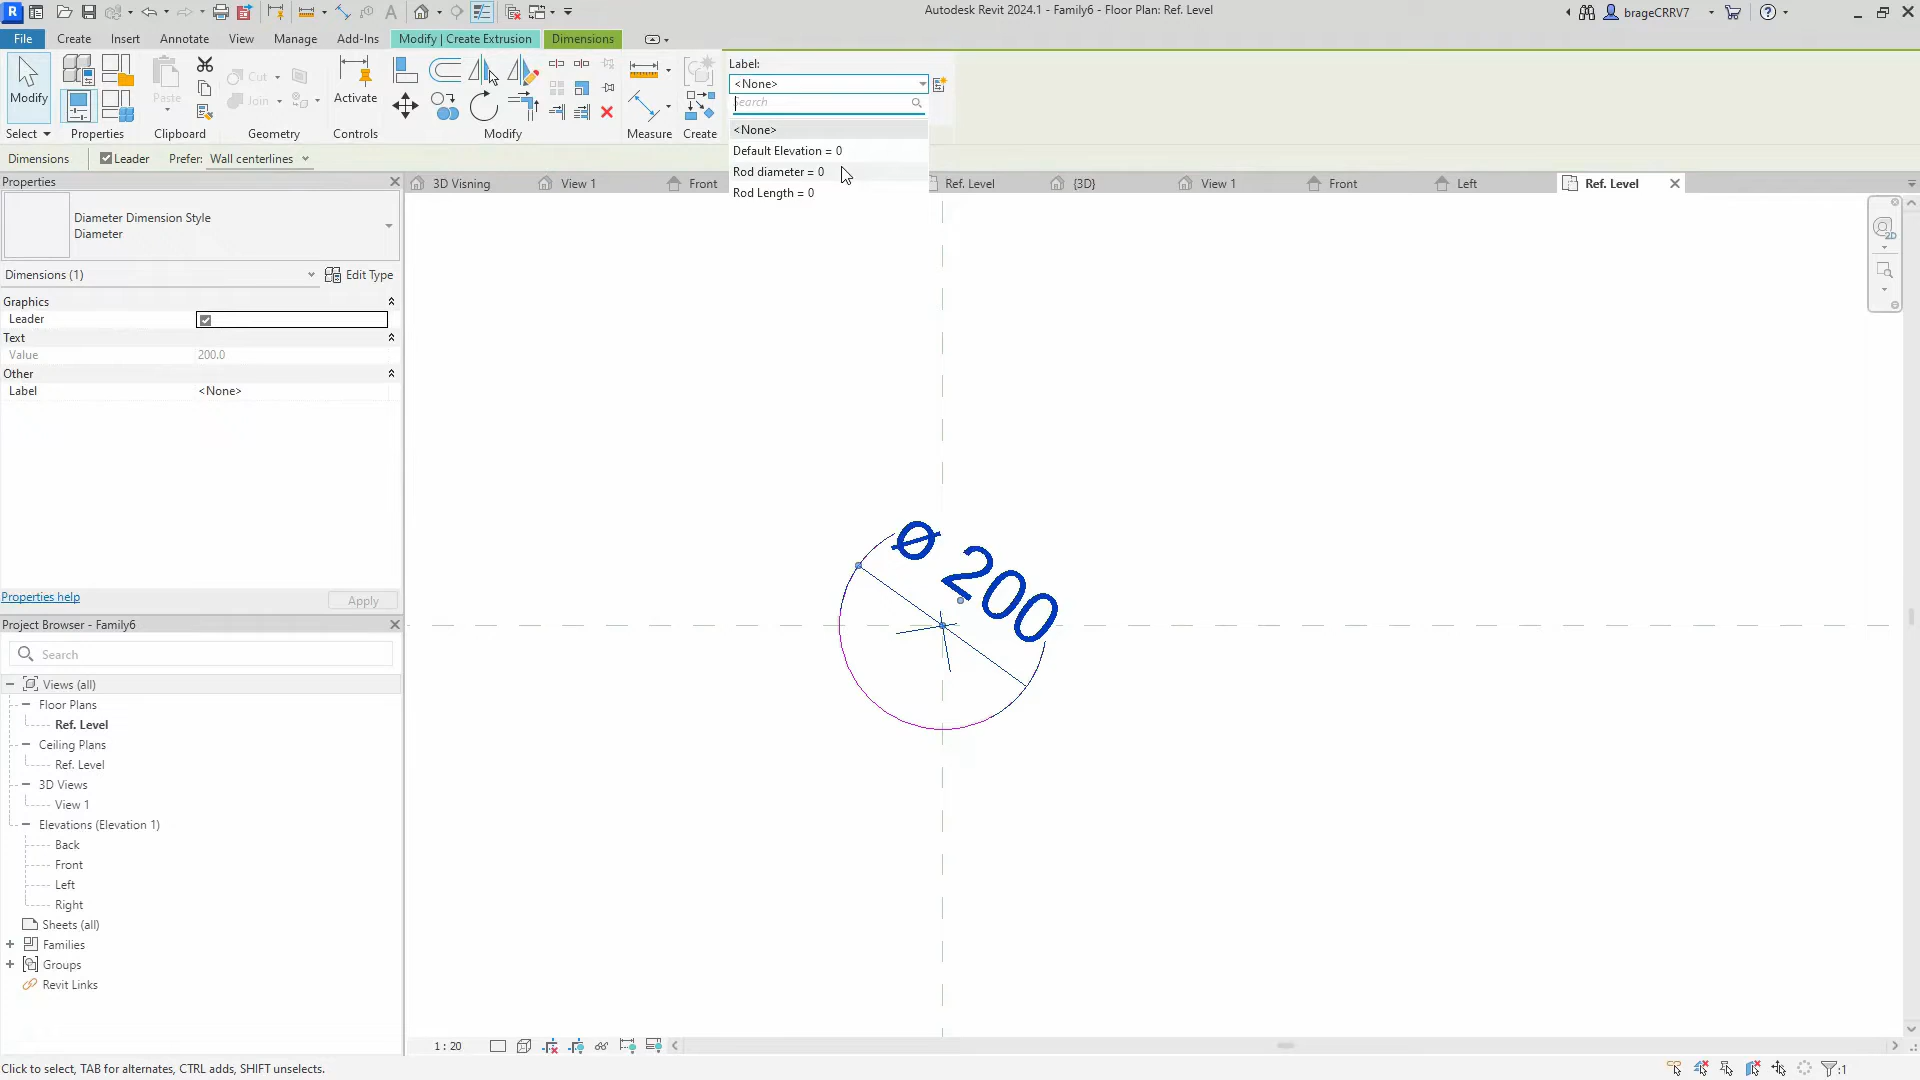 Autodesk Revit 2024.1 - Family6 - Floor Plan: Ref. Level
brageCRRV7
File
Create
Insert
Annotate
View
Manage
Add-Ins
Modify | Create Extrusion
Dimensions
Modify
Paste
Cut
Join
Activate
Select
Properties
Clipboard
Geometry
Controls
Modify
Measure
Create
Label:
<None>
Search
<None>
Default Elevation = 0
Rod diameter = 0
Rod Length = 0
Dimensions
Leader
Prefer:
Wall centerlines
Properties
3D Visning
View 1
Front
Ref. Level
{3D}
View 1
Front
Left
Ref. Level
Diameter Dimension Style
Diameter
Dimensions (1)
Edit Type
Graphics
Leader
Text
Value
200.0
Other
Label
<None>
Properties help
Apply
Project Browser - Family6
Search
Views (all)
Floor Plans
Ref. Level
Ceiling Plans
Ref. Level
3D Views
View 1
Elevations (Elevation 1)
Back
Front
Left
Right
Sheets (all)
Families
Groups
Revit Links
ø 200
2D
1 : 20
Click to select, TAB for alternates, CTRL adds, SHIFT unselects.
:1